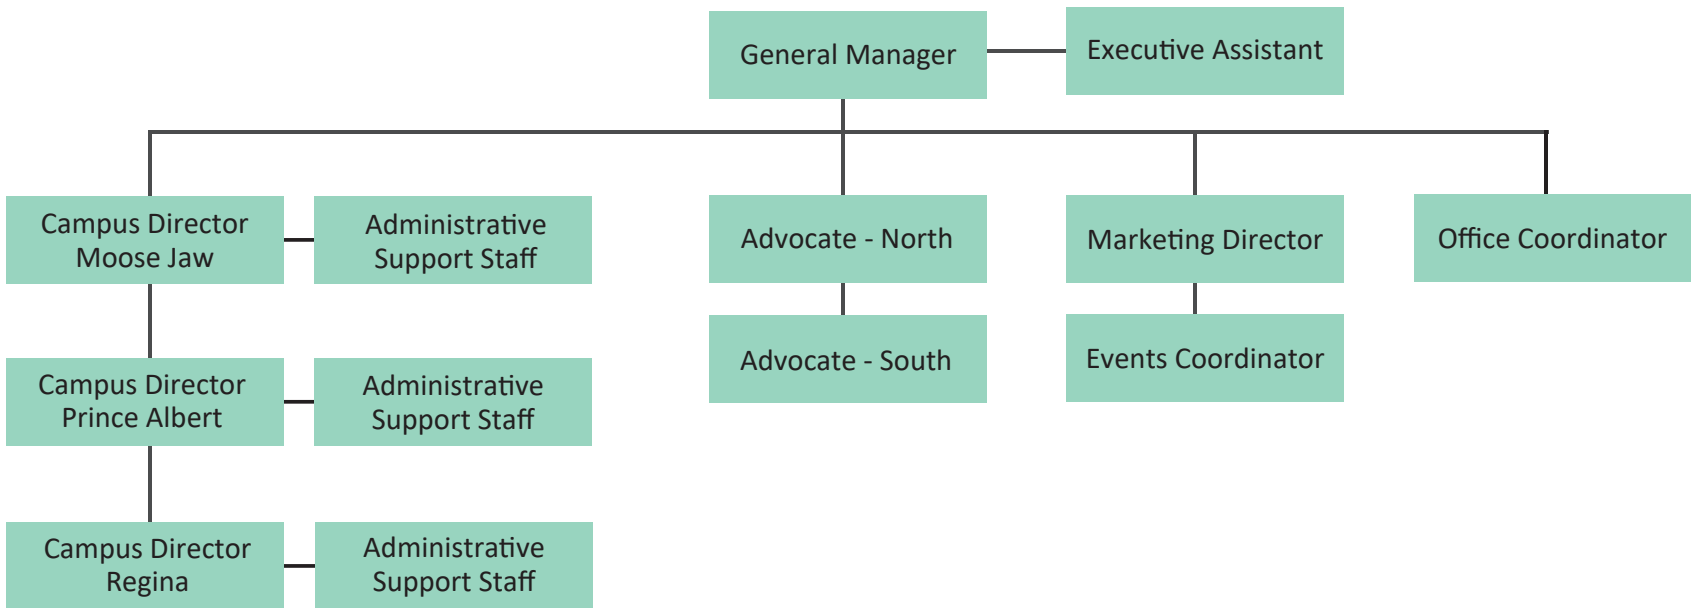 General Manager
Executive Assistant
Campus Director
Moose Jaw
Administrative
Support Staff
Advocate - North
Marketing Director
Office Coordinator
Campus Director
Prince Albert
Administrative
Support Staff
Advocate - South
Events Coordinator
Campus Director
Regina
Administrative
Support Staff